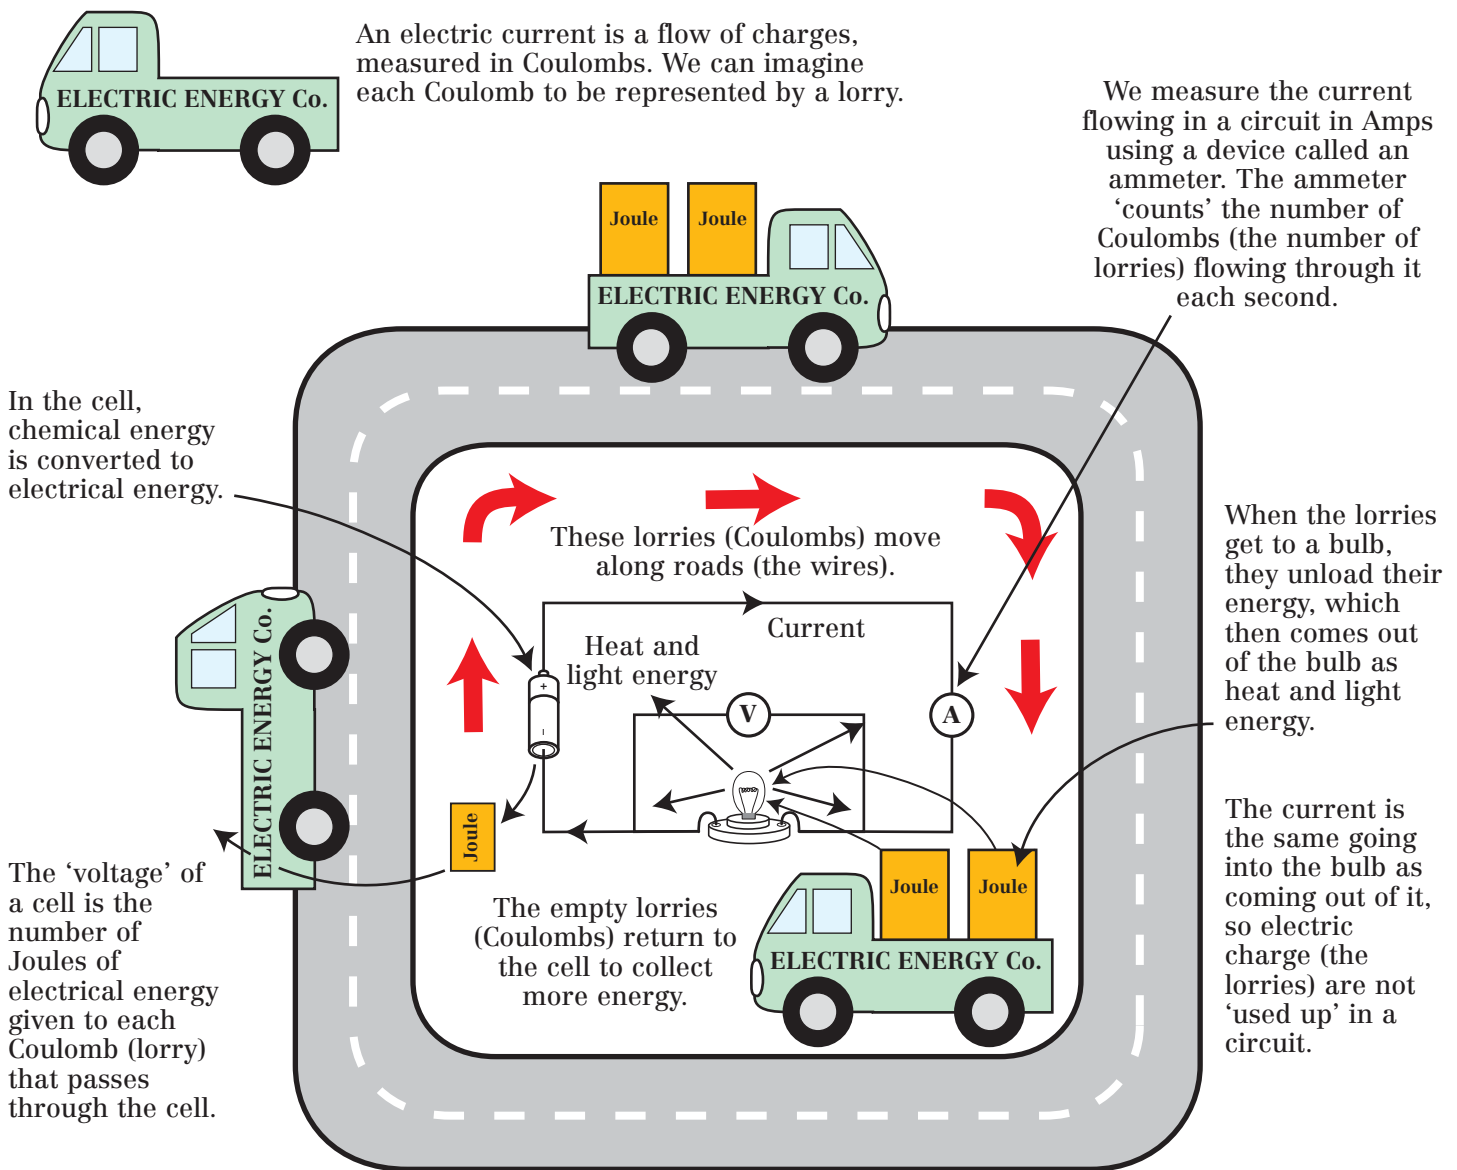 An electric current is a flow of charges,
measured in Coulombs. We can imagine
each Coulomb to be represented by a lorry.
ELECTRIC ENERGY Co.
We measure the current
flowing in a circuit in Amps
using a device called an
ammeter. The ammeter
‘counts’ the number of
Coulombs (the number of
lorries) flowing through it
each second.
Joule
Joule
ELECTRIC ENERGY Co.
In the cell,
chemical energy
is converted to
electrical energy.
These lorries (Coulombs) move
along roads (the wires).
Current
Heat and
light energy
+
-
V
A
When the lorries
get to a bulb,
they unload their
energy, which
then comes out
of the bulb as
heat and light
energy.
ELECTRIC ENERGY Co.
Joule
The ‘voltage’ of
a cell is the
number of
Joules of
electrical energy
given to each
Coulomb (lorry)
that passes
through the cell.
The empty lorries
(Coulombs) return to
the cell to collect
more energy.
Joule
Joule
ELECTRIC ENERGY Co.
The current is
the same going
into the bulb as
coming out of it,
so electric
charge (the
lorries) are not
‘used up’ in a
circuit.